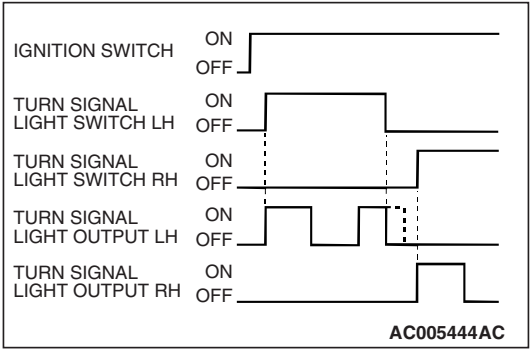 IGNITION SWITCH
ON
OFF
TURN SIGNAL
LIGHT SWITCH LH
ON
OFF
TURN SIGNAL
LIGHT SWITCH RH
ON
OFF
TURN SIGNAL
LIGHT OUTPUT LH
ON
OFF
TURN SIGNAL
LIGHT OUTPUT RH
ON
OFF
AC005444AC